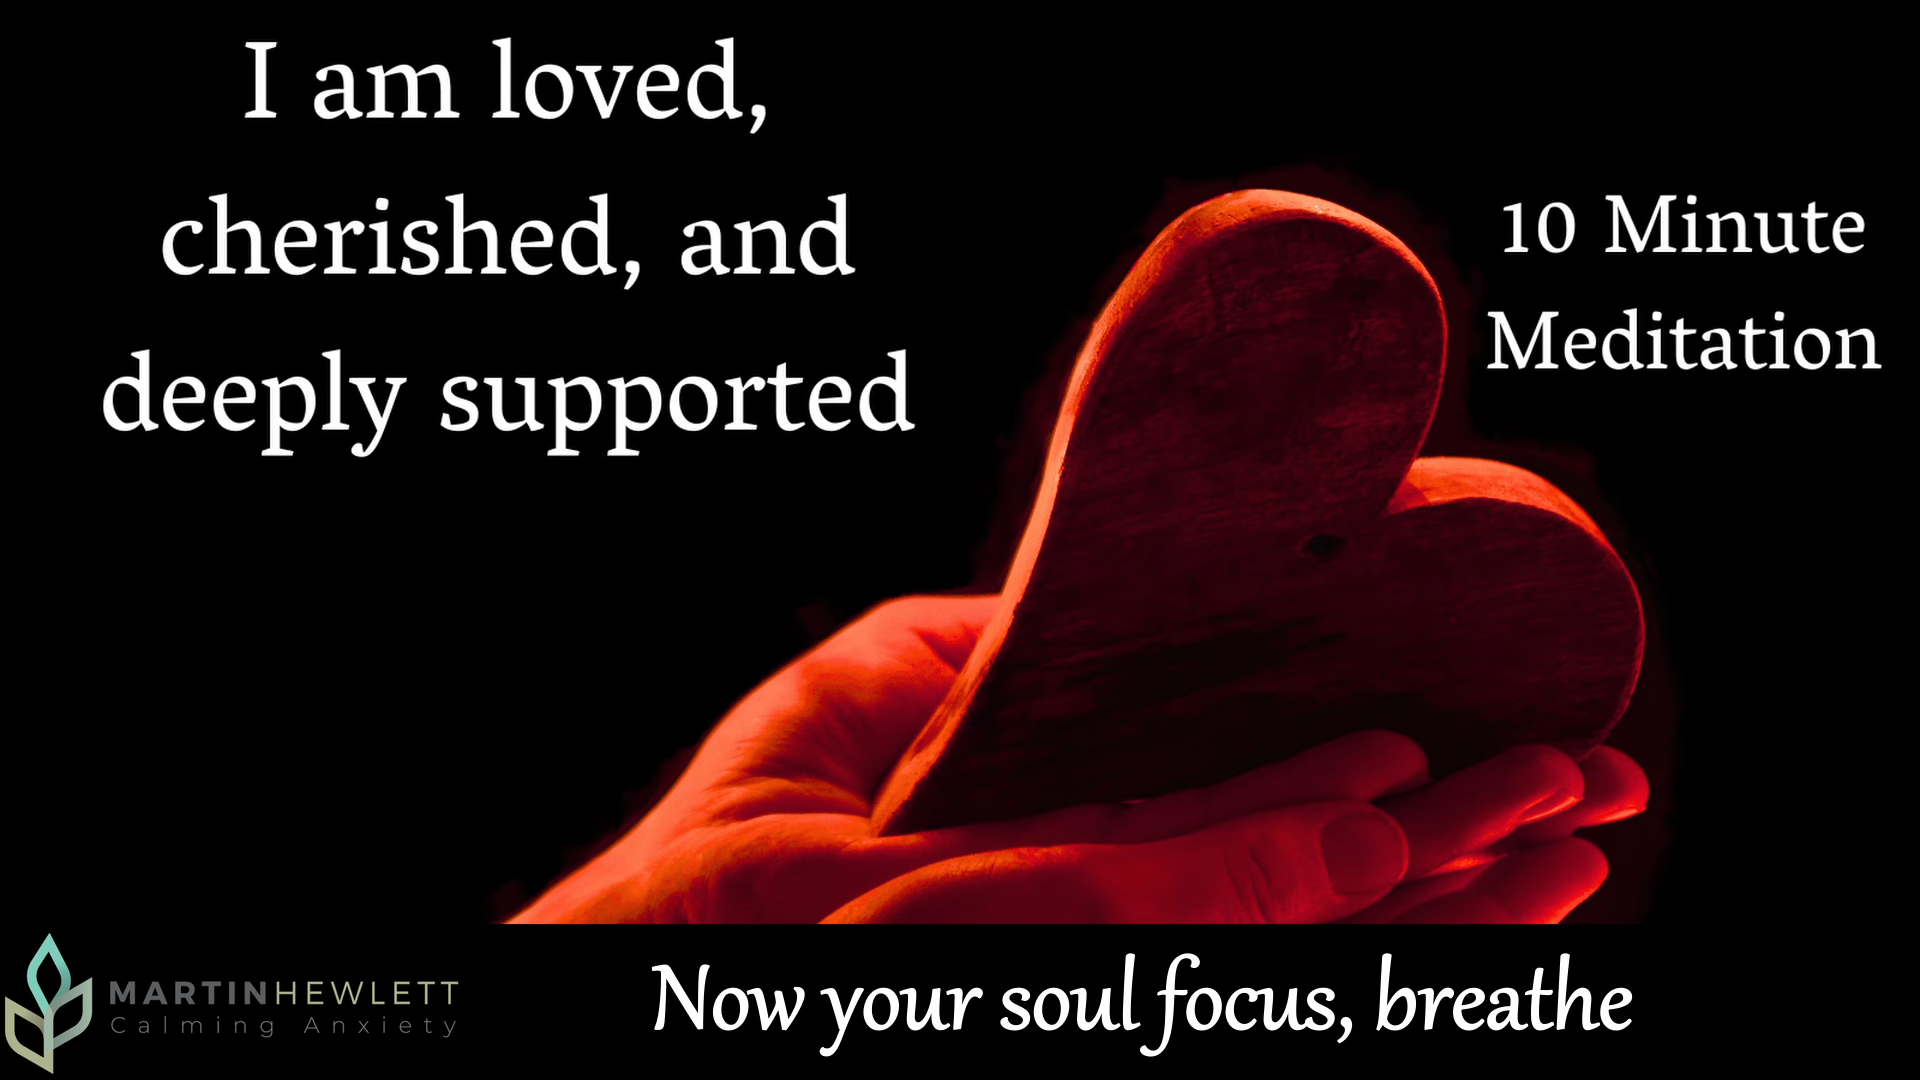 I am loved,
cherished, and
deeply supported
10 Minute
Meditation
MARTINHEWLETT
Calming Anxiety
Now your soul focus, breathe